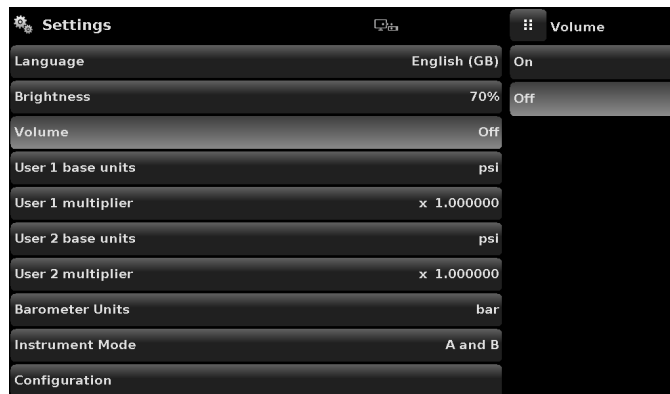 Settings
Language English (GB)
Brightness 70%
Volume Off
User 1 base units psi
User 1 multiplier x 1.000000
User 2 base units psi
User 2 multiplier x 1.000000
Barometer Units bar
Instrument Mode A and B
Configuration
Volume
On
Off